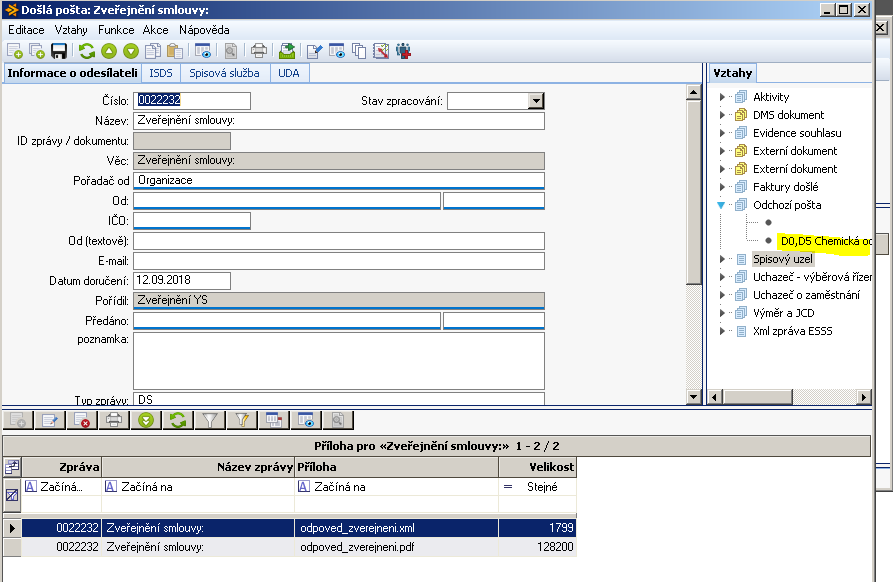 Došlá pošta: Zveřejnění smlouvy:
Editace Vztahy Funkce Akce Nápověda
Informace o odesilateli ISDS Spisová služba UDA
Číslo: 0022232 Stav zpracování:
Název: Zveřejnění smlouvy:
ID zprávy / dokumentu:
Věc: Zveřejnění smlouvy:
Pořadač od Organizace
Od:
IČO:
Od (textově):
E-mail:
Datum doručení: 12.09.2018
Pořídil: Zveřejnění YS
Předáno:
poznamka:
Typ zprávy: DS
Vztahy
Aktivity
DMS dokument
Evidence souhlasu
Externí dokument
Externí dokument
Faktury došlé
Odchozí pošta
D0,D5 Chemická
Spisový uzel
Uchazeč - výběrová řízer
Uchazeč o zaměstnání
Výměr a JCD
Xml zpráva ESSS
Příloha pro «Zveřejnění smlouvy:» 1 - 2 / 2
Zpráva Název zprávy Příloha Velikost
Začíná... Začíná na Začíná na = Stejné
0022232 Zveřejnění smlouvy: odpoved_zverejneni.xml 1799
0022232 Zveřejnění smlouvy: odpoved_zverejneni.pdf 128200